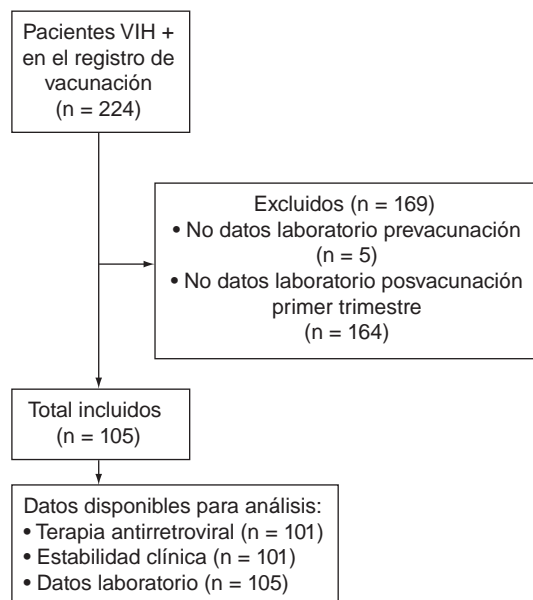 Pacientes VIH +
en el registro de
vacunación
(n = 224)
Excluidos (n = 169)
• No datos laboratorio prevacunación
(n = 5)
• No datos laboratorio posvacunación
primer trimestre
(n = 164)
Total incluidos
(n = 105)
Datos disponibles para análisis:
• Terapia antirretroviral (n = 101)
• Estabilidad clínica (n = 101)
• Datos laboratorio (n = 105)